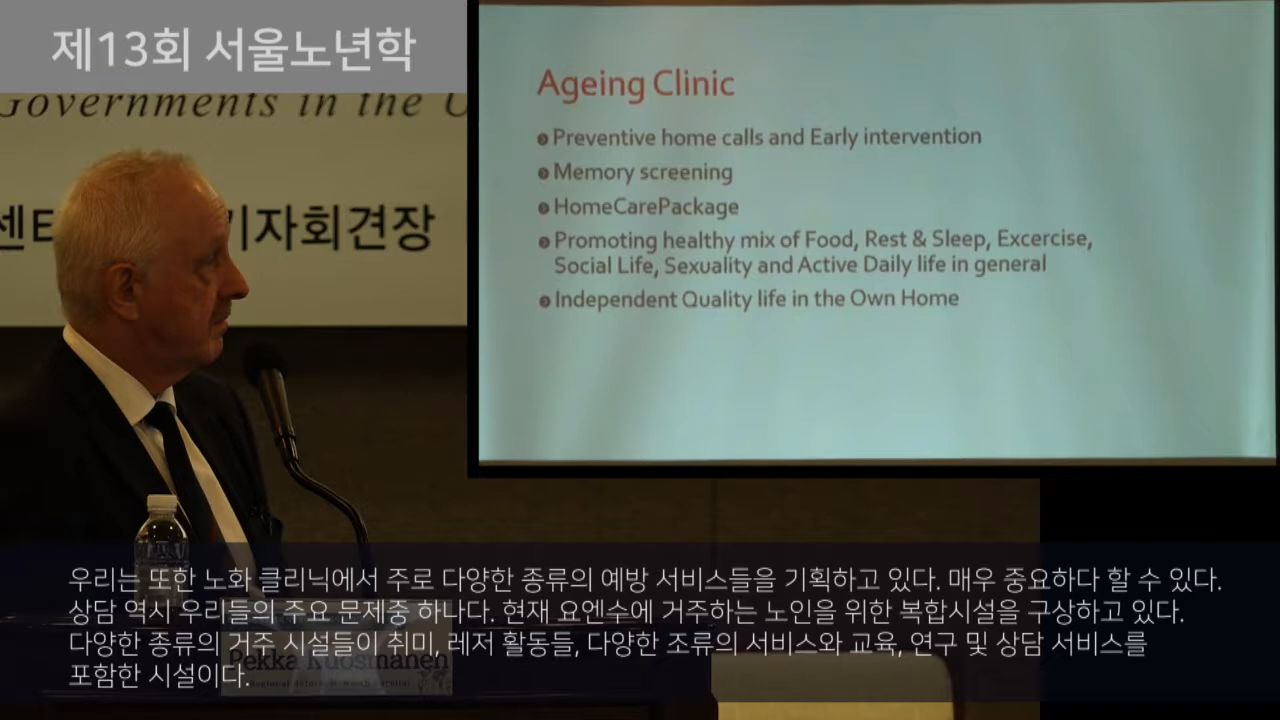 제13회 서울노년학
Governments in the U
센터
기자회견장
Ageing Clinic
Preventive home calls and Early intervention
Memory screening
HomeCarePackage
Promoting healthy mix of Food, Rest & Sleep, Excercise,
Social Life, Sexuality and Active Daily life in general
Independent Quality life in the Own Home
우리는 또한 노화 클리닉에서 주로 다양한 종류의 예방 서비스들을 기획하고 있다. 매우 중요하다 할 수 있다.
상담 역시 우리들의 주요 문제중 하나다. 현재 요엔수에 거주하는 노인을 위한 복합시설을 구상하고 있다.
다양한 종류의 거주 시설들이 취미, 레저 활동들, 다양한 조류의 서비스와 교육, 연구 및 상담 서비스를
포함한 시설이다.
Pekka Kuosmanen